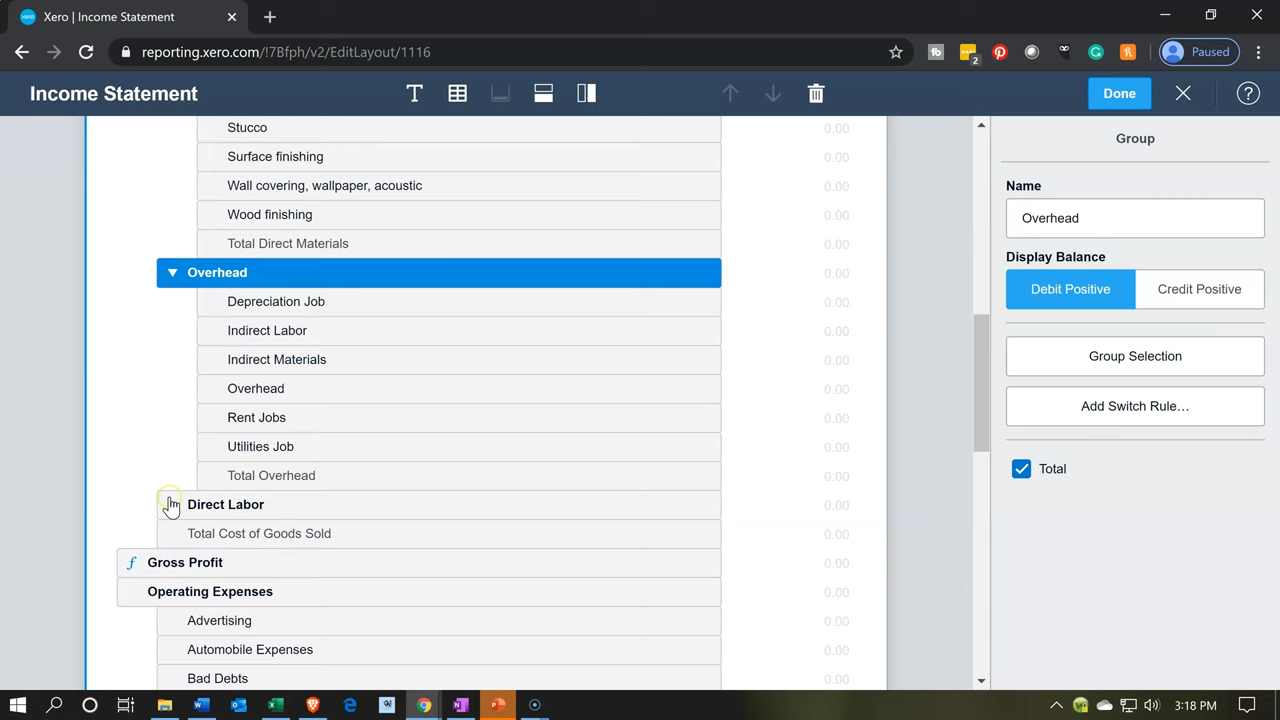 Xero | Income Statement
reporting.xero.com/!7Bfph/v2/EditLayout/1116
2
Paused
Income Statement
Done
Stucco 0.00
Surface finishing 0.00
Wall covering, wallpaper, acoustic 0.00
Wood finishing 0.00
Total Direct Materials 0.00
Overhead 0.00
Depreciation Job 0.00
Indirect Labor 0.00
Indirect Materials 0.00
Overhead 0.00
Rent Jobs 0.00
Utilities Job 0.00
Total Overhead 0.00
Direct Labor 0.00
Total Cost of Goods Sold 0.00
f Gross Profit 0.00
Operating Expenses 0.00
Advertising 0.00
Automobile Expenses 0.00
Bad Debts 0.00
Group
Name
Overhead
Display Balance
Debit Positive Credit Positive
Group Selection
Add Switch Rule…
Total
3:18 PM